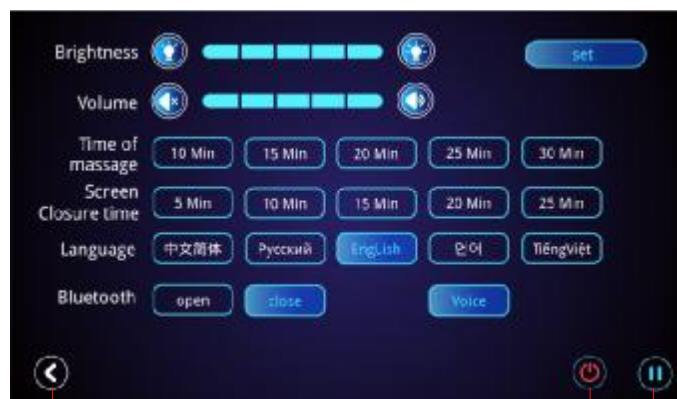 Brightness set
Volume
Time of massage 10 Min 15 Min 20 Min 25 Min 30 Min
Screen Closure time 5 Min 10 Min 15 Min 20 Min 25 Min
Language 中文简体 Русский EngLish 언어 TiếngViệt
Bluetooth open close Voice